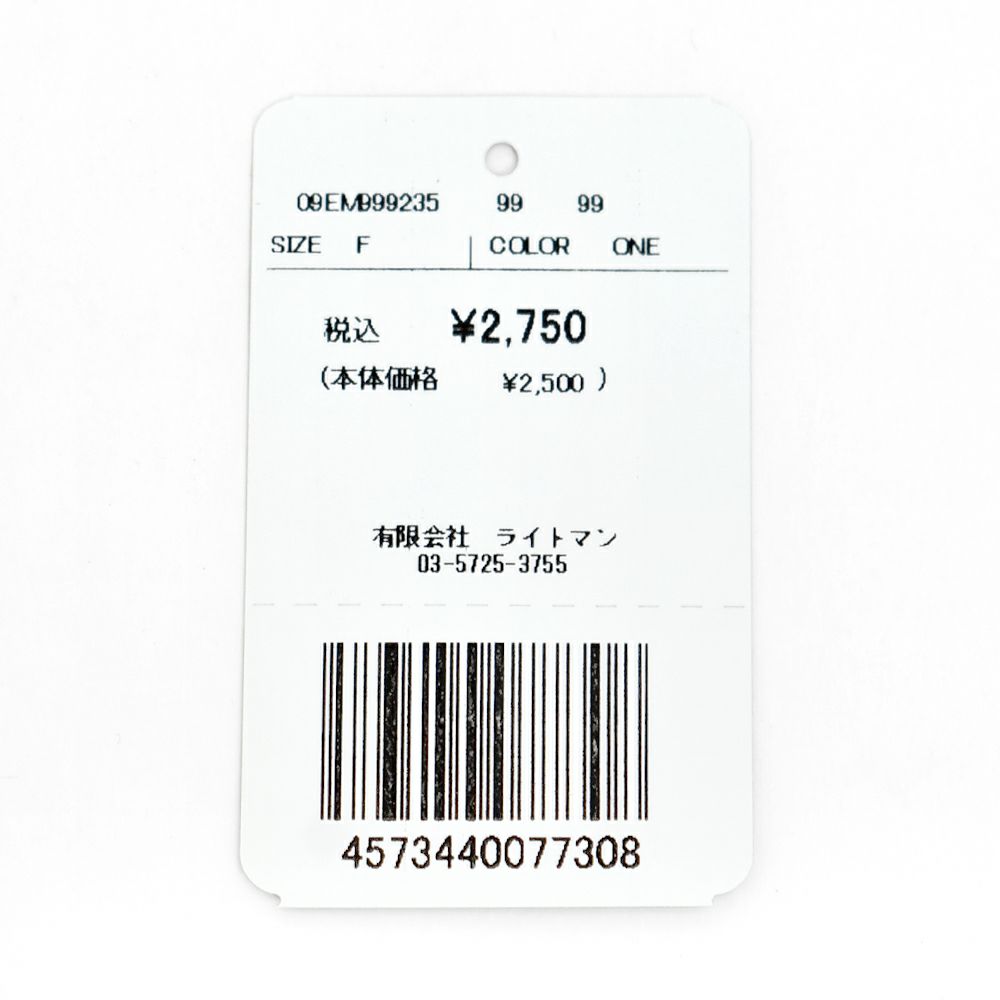 09EM999235 99 99
SIZE F COLOR ONE
税込 ¥2,750
(本体価格 ¥2,500 )
有限会社 ライトマン
03-5725-3755
4573440077308